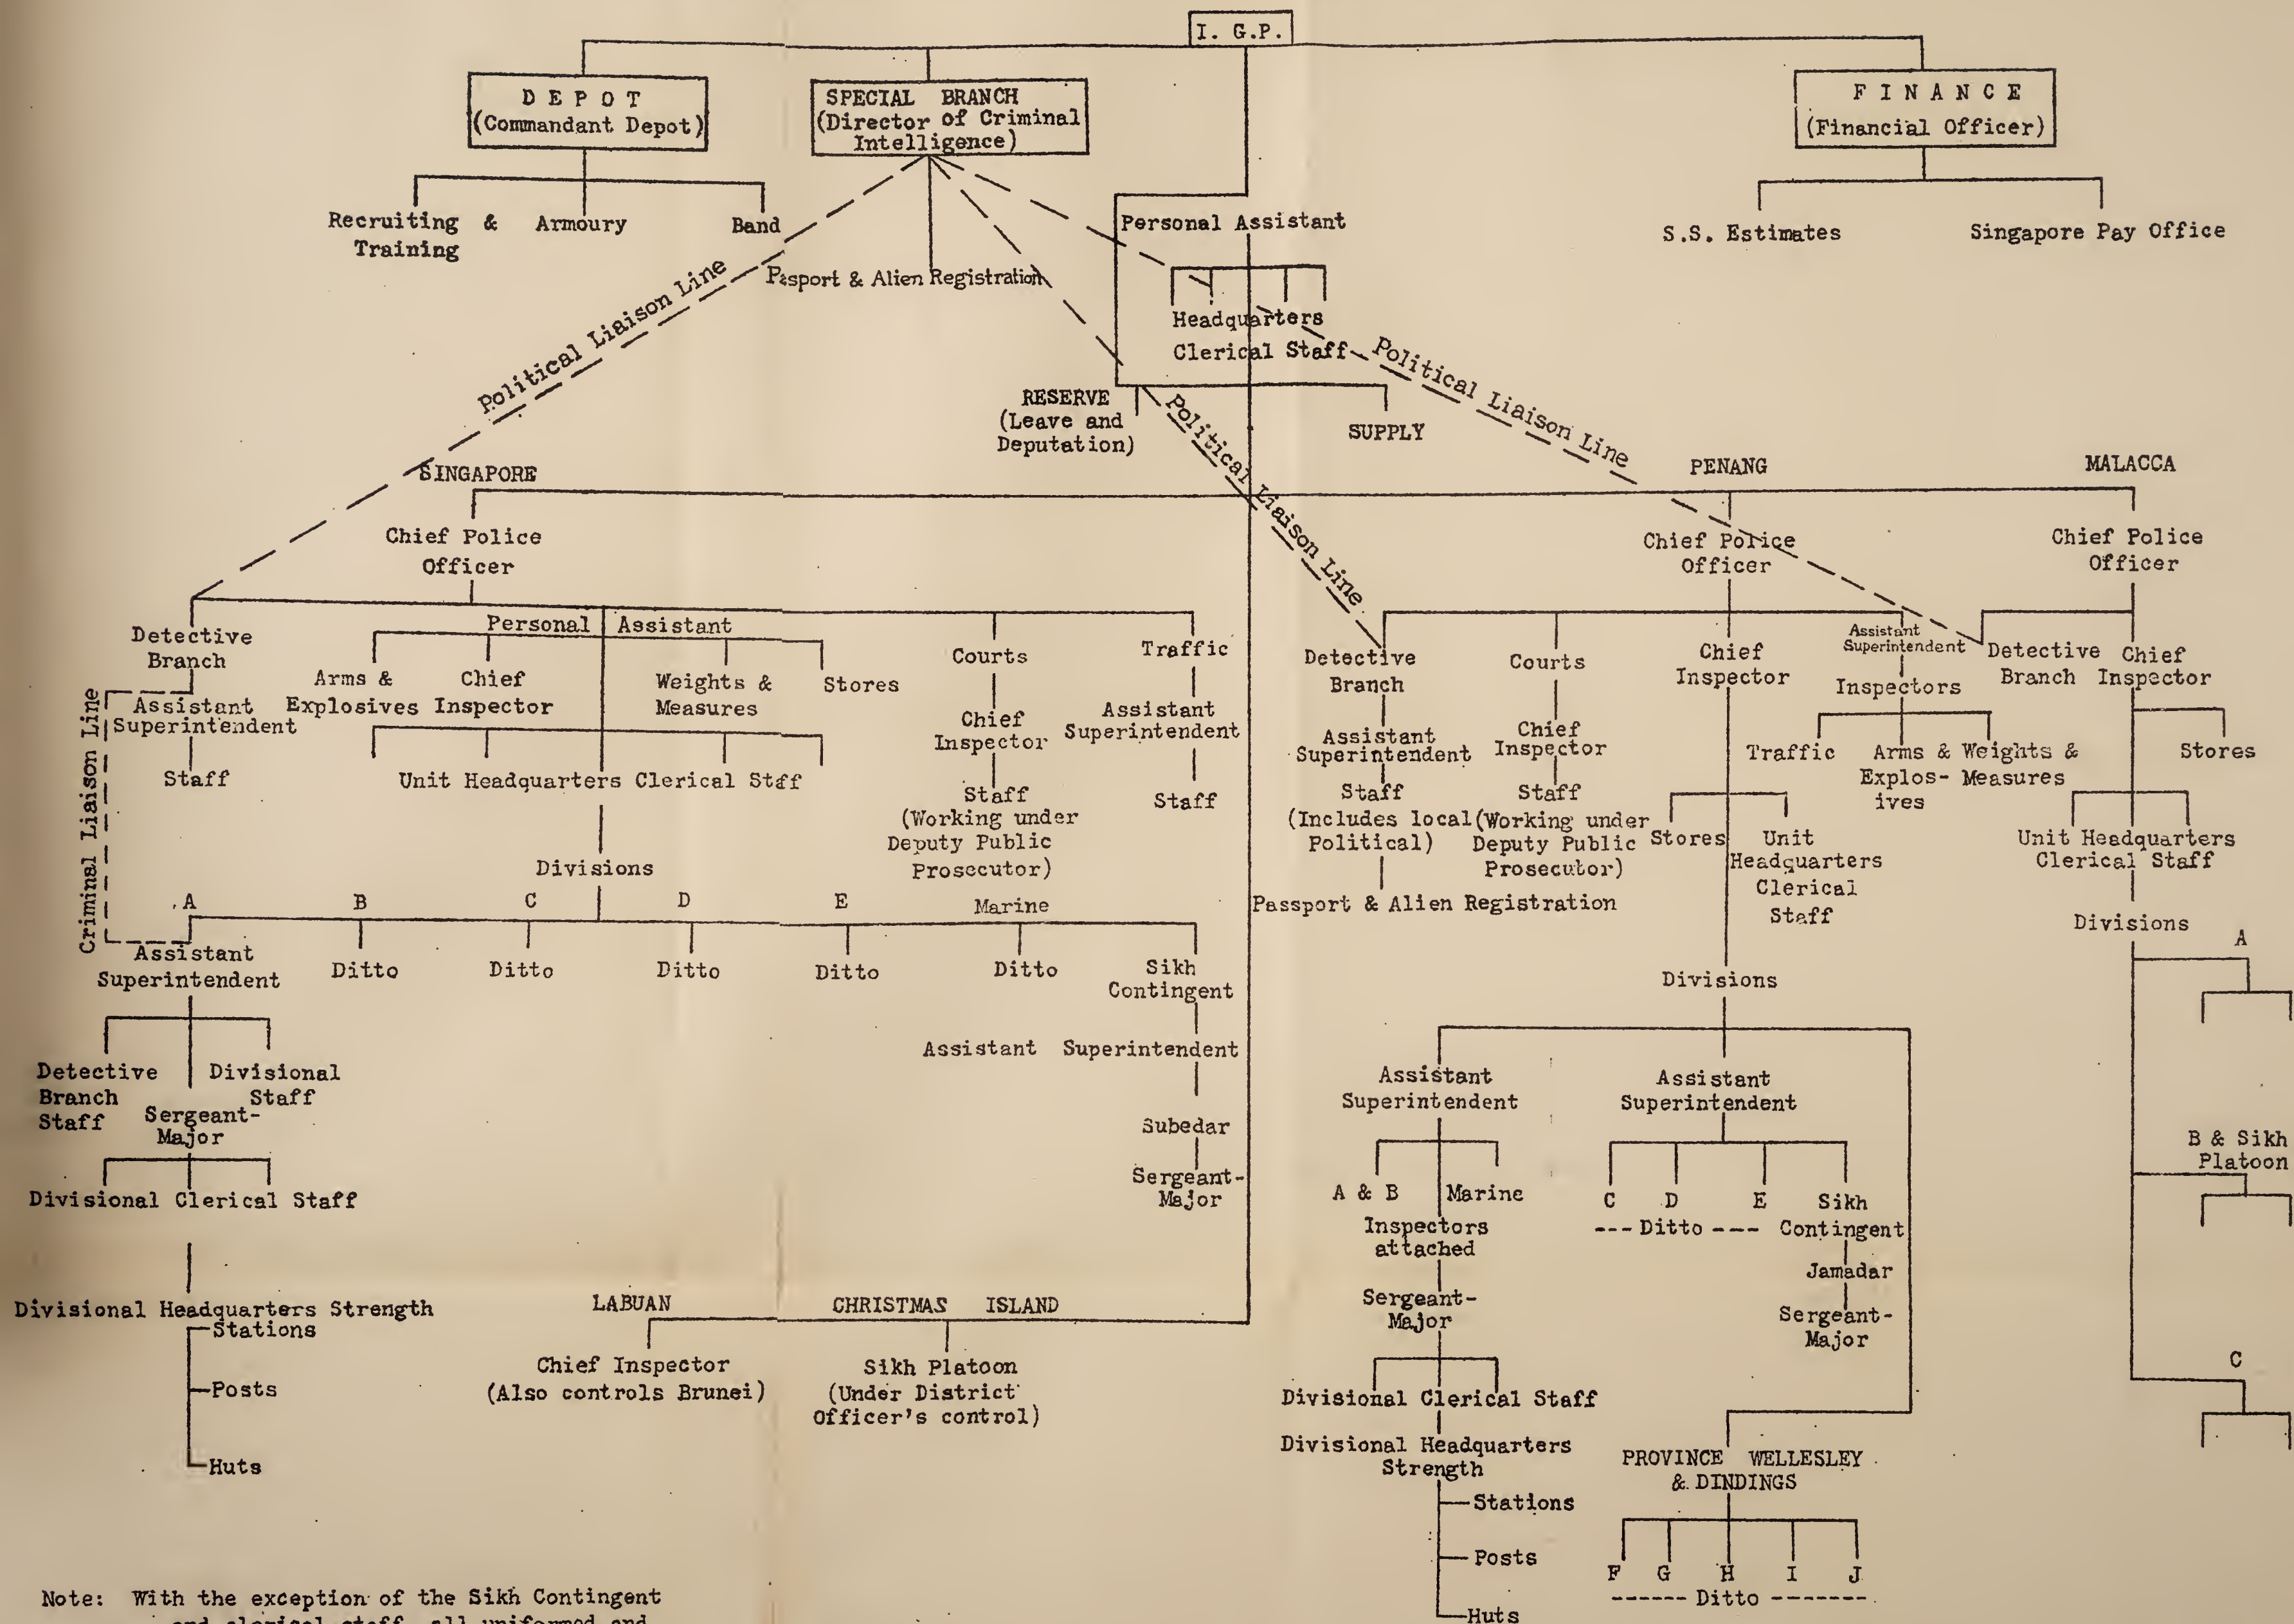 I. G.P.
D E P O T
(Commandant Depot)
SPECIAL BRANCH
(Director of Criminal
Intelligence)
F I N A N C E
(Financial Officer)
Recruiting & Armoury Band
Training
Personal Assistant
S.S. Estimates Singapore Pay Office
Passport & Alien Registration
Political Liaison Line
Headquarters
Clerical Staff
Political Liaison Line
RESERVE
(Leave and
Deputation)
SUPPLY
Political Liaison Line
SINGAPORE
PENANG
MALACCA
Chief Police
Officer
Chief Police
Officer
Chief Police
Officer
Detective
Branch
Assistant
Superintendent
Staff
Criminal Liaison Line
Personal Assistant
Arms &
Explosives
Chief
Inspector
Weights &
Measures
Stores
Unit Headquarters Clerical Staff
Courts
Chief
Inspector
Staff
(Working under
Deputy Public
Prosecutor)
Traffic
Assistant
Superintendent
Staff
Divisions
A B C D E Marine
Assistant
Superintendent
Ditto Ditto Ditto Ditto Ditto
Sikh
Contingent
Assistant Superintendent
Subedar
Sergeant-
Major
Detective
Branch
Staff
Divisional
Staff
Sergeant-
Major
Divisional Clerical Staff
Divisional Headquarters Strength
Stations
Posts
Huts
LABUAN
Chief Inspector
(Also controls Brunei)
CHRISTMAS ISLAND
Sikh Platoon
(Under District
Officer's control)
Detective
Branch
Assistant
Superintendent
Staff
(Includes local
Political)
Passport & Alien Registration
Courts
Chief
Inspector
Staff
(Working under
Deputy Public
Prosecutor)
Chief
Inspector
Stores
Unit
Headquarters
Clerical
Staff
Assistant
Superintendent
Inspectors
Traffic
Arms &
Explos-
ives
Weights &
Measures
Divisions
Assistant
Superintendent
A & B Marine
Inspectors
attached
Sergeant-
Major
Divisional Clerical Staff
Divisional Headquarters
Strength
Stations
Posts
Huts
Assistant
Superintendent
C D E
--- Ditto ---
Sikh
Contingent
Jamadar
Sergeant-
Major
PROVINCE WELLESLEY
& DINDINGS
F G H I J
------ Ditto -------
Detective
Branch
Chief
Inspector
Stores
Unit Headquarters
Clerical Staff
Divisions
A
B & Sikh
Platoon
C
Note: With the exception of the Sikh Contingent
and clerical staff, all uniformed and